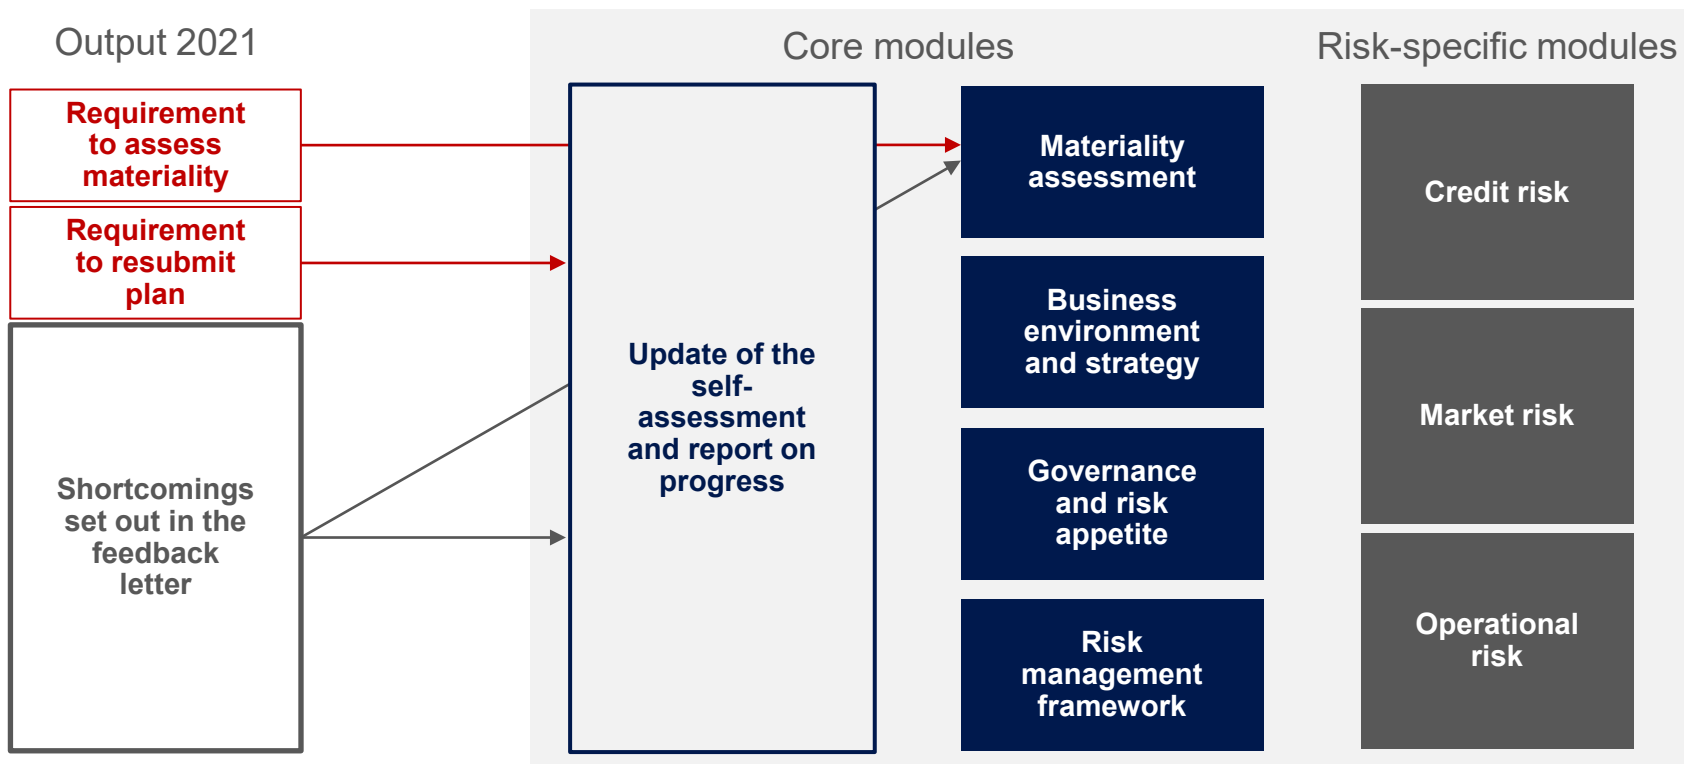 Output 2021
Core modules
Risk-specific modules
Requirement
to assess
materiality
Requirement
to resubmit
plan
Shortcomings
set out in the
feedback
letter
Update of the
self-
assessment
and report on
progress
Materiality
assessment
Business
environment
and strategy
Governance
and risk
appetite
Risk
management
framework
Credit risk
Market risk
Operational
risk